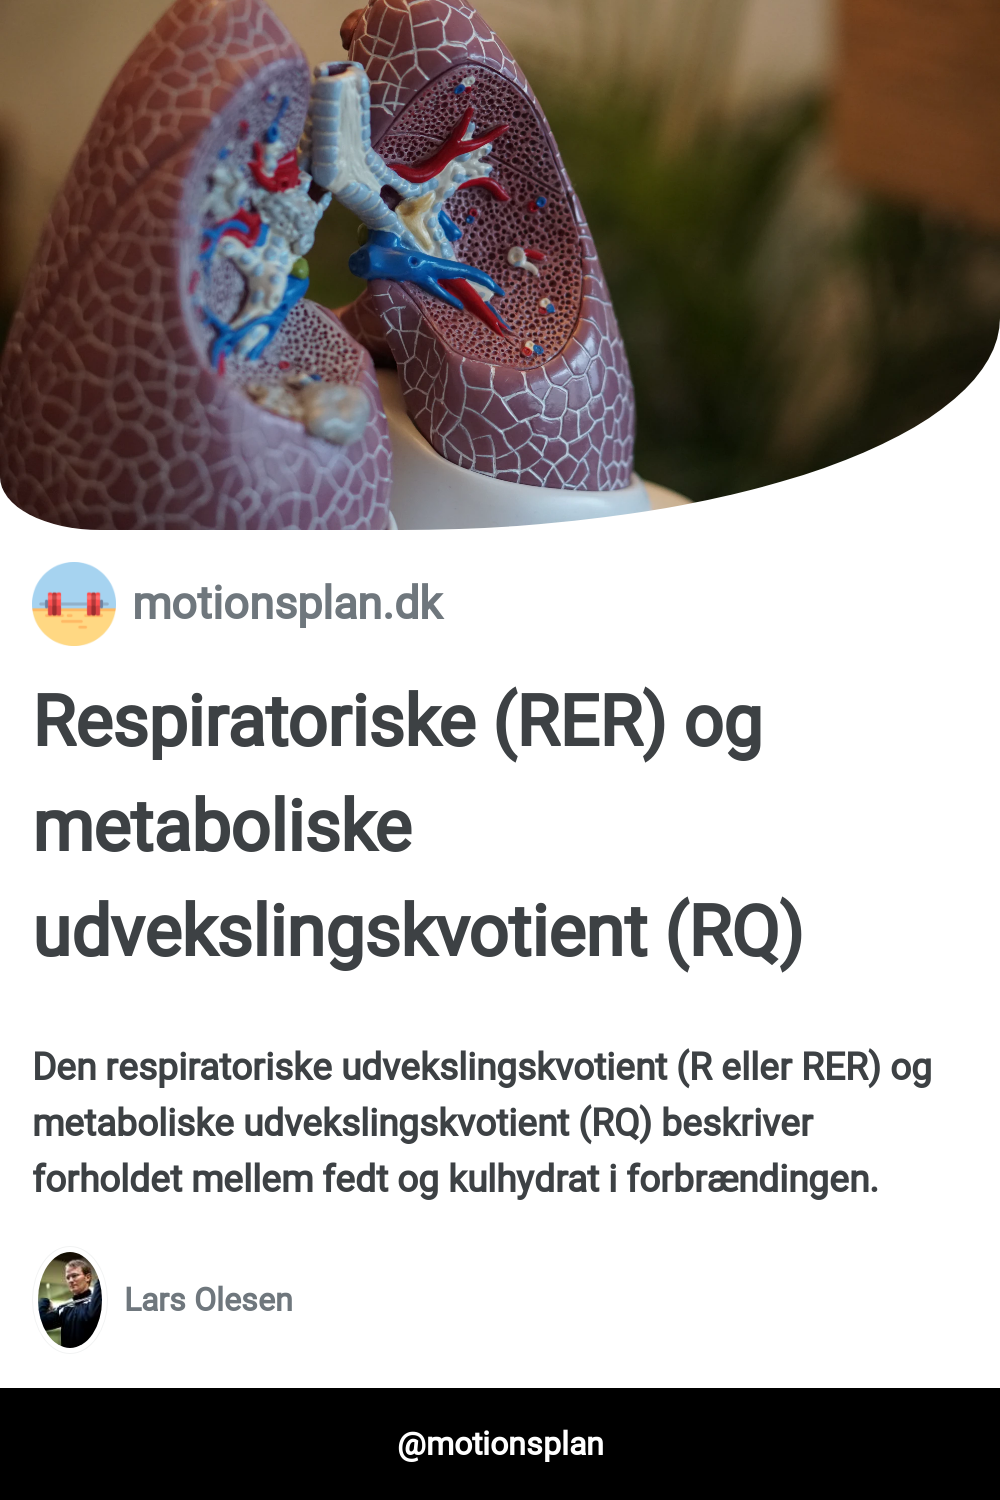 motionsplan.dk
Respiratoriske (RER) og
metaboliske
udvekslingskvotient (RQ)
Den respiratoriske udvekslingskvotient (R eller RER) og
metaboliske udvekslingskvotient (RQ) beskriver
forholdet mellem fedt og kulhydrat i forbrændingen.
Lars Olesen
@motionsplan